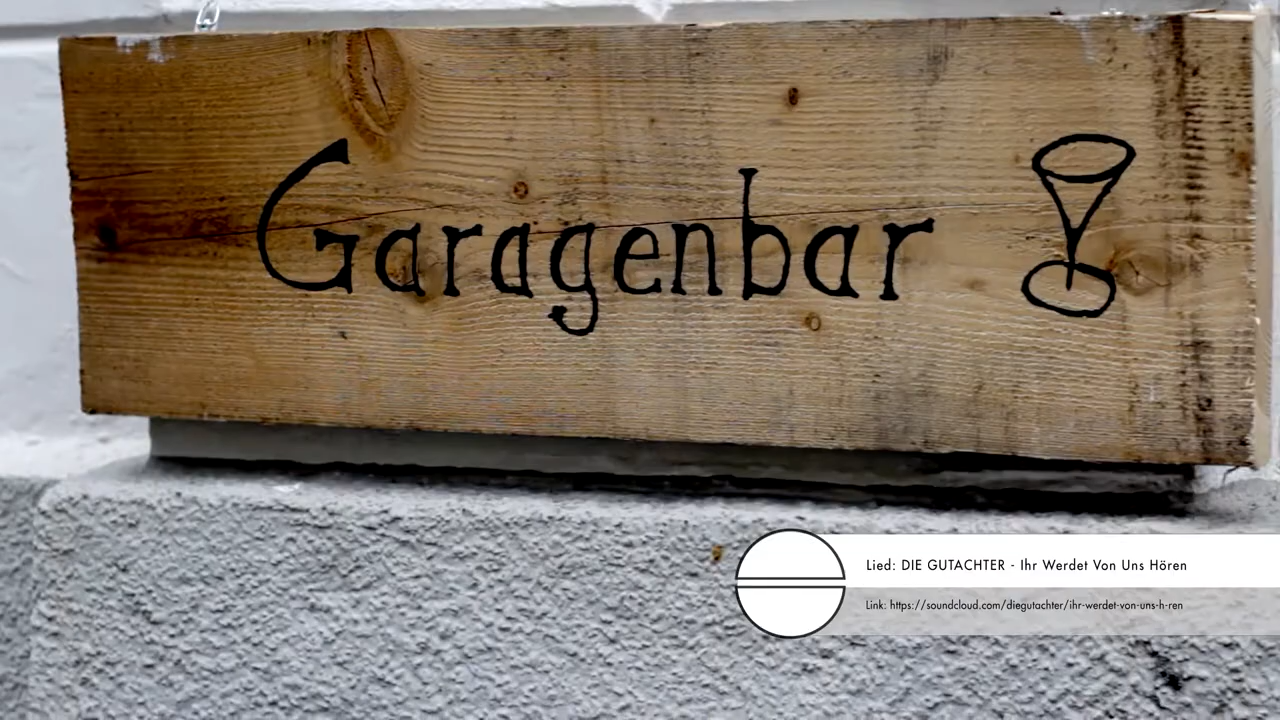 Garagenbar
Lied: DIE GUTACHTER - Ihr Werdet Von Uns Hören
Link: https://soundcloud.com/diegutachter/ihr-werdet-von-uns-h-ren